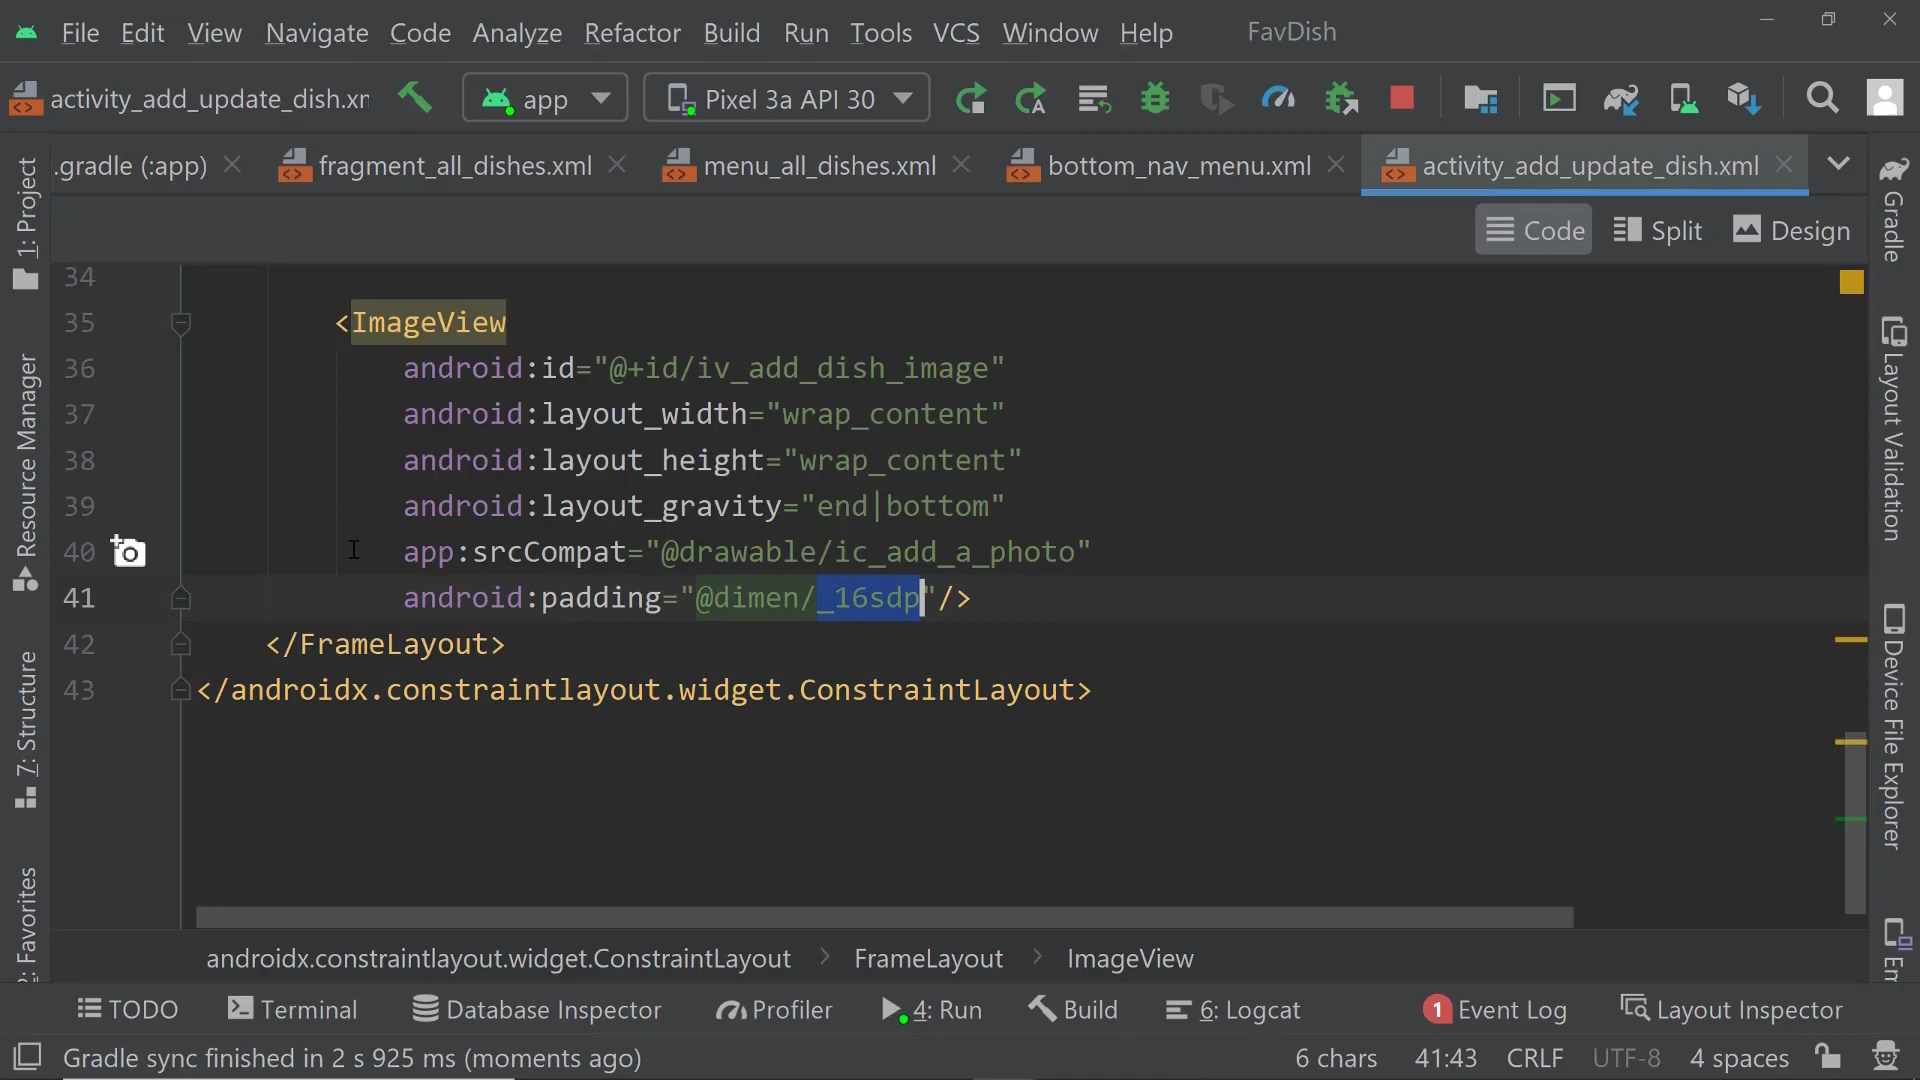 File Edit View Navigate Code Analyze Refactor Build Run Tools VCS Window Help FavDish
activity_add_update_dish.xm app Pixel 3a API 30
.gradle (:app) fragment_all_dishes.xml menu_all_dishes.xml bottom_nav_menu.xml activity_add_update_dish.xml
Code Split Design
1: Project
Resource Manager
7: Structure
2: Favorites
34
35 <ImageView
36 android:id="@+id/iv_add_dish_image"
37 android:layout_width="wrap_content"
38 android:layout_height="wrap_content"
39 android:layout_gravity="end|bottom"
40 app:srcCompat="@drawable/ic_add_a_photo"
41 android:padding="@dimen/_16sdp"/>
42 </FrameLayout>
43 </androidx.constraintlayout.widget.ConstraintLayout>
Gradle
Layout Validation
Device File Explorer
Em
androidx.constraintlayout.widget.ConstraintLayout FrameLayout ImageView
TODO Terminal Database Inspector Profiler 4: Run Build 6: Logcat 1 Event Log Layout Inspector
Gradle sync finished in 2 s 925 ms (moments ago) 6 chars 41:43 CRLF UTF-8 4 spaces